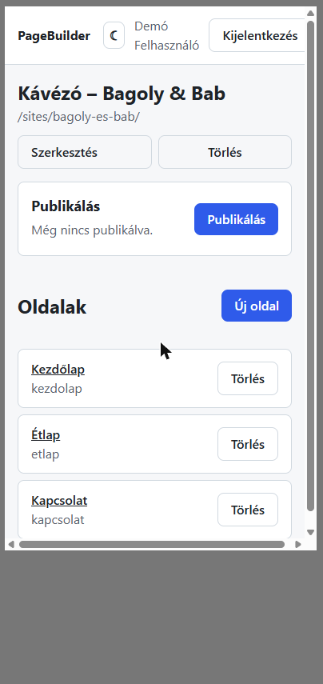 PageBuilder
Demó
Felhasználó
Kijelentkezés
Kávézó – Bagoly & Bab
/sites/bagoly-es-bab/
Szerkesztés
Törlés
Publikálás
Még nincs publikálva.
Publikálás
Oldalak
Új oldal
Kezdőlap
kezdolap
Törlés
Étlap
etlap
Törlés
Kapcsolat
kapcsolat
Törlés